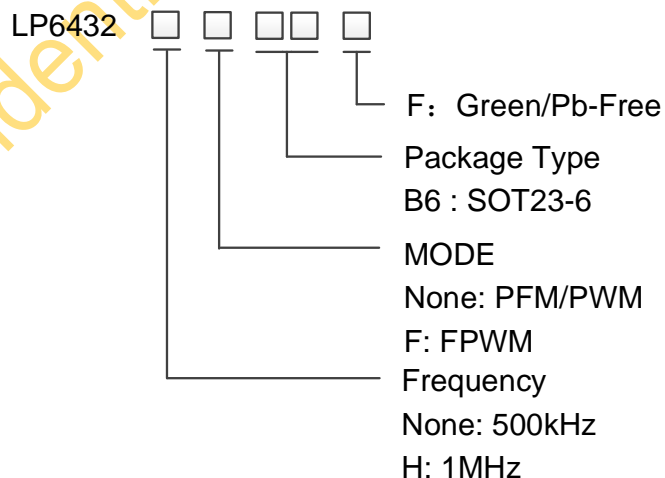 LP6432 □ □ □□ □
F：Green/Pb-Free
Package Type
B6 : SOT23-6
MODE
None: PFM/PWM
F: FPWM
Frequency
None: 500kHz
H: 1MHz